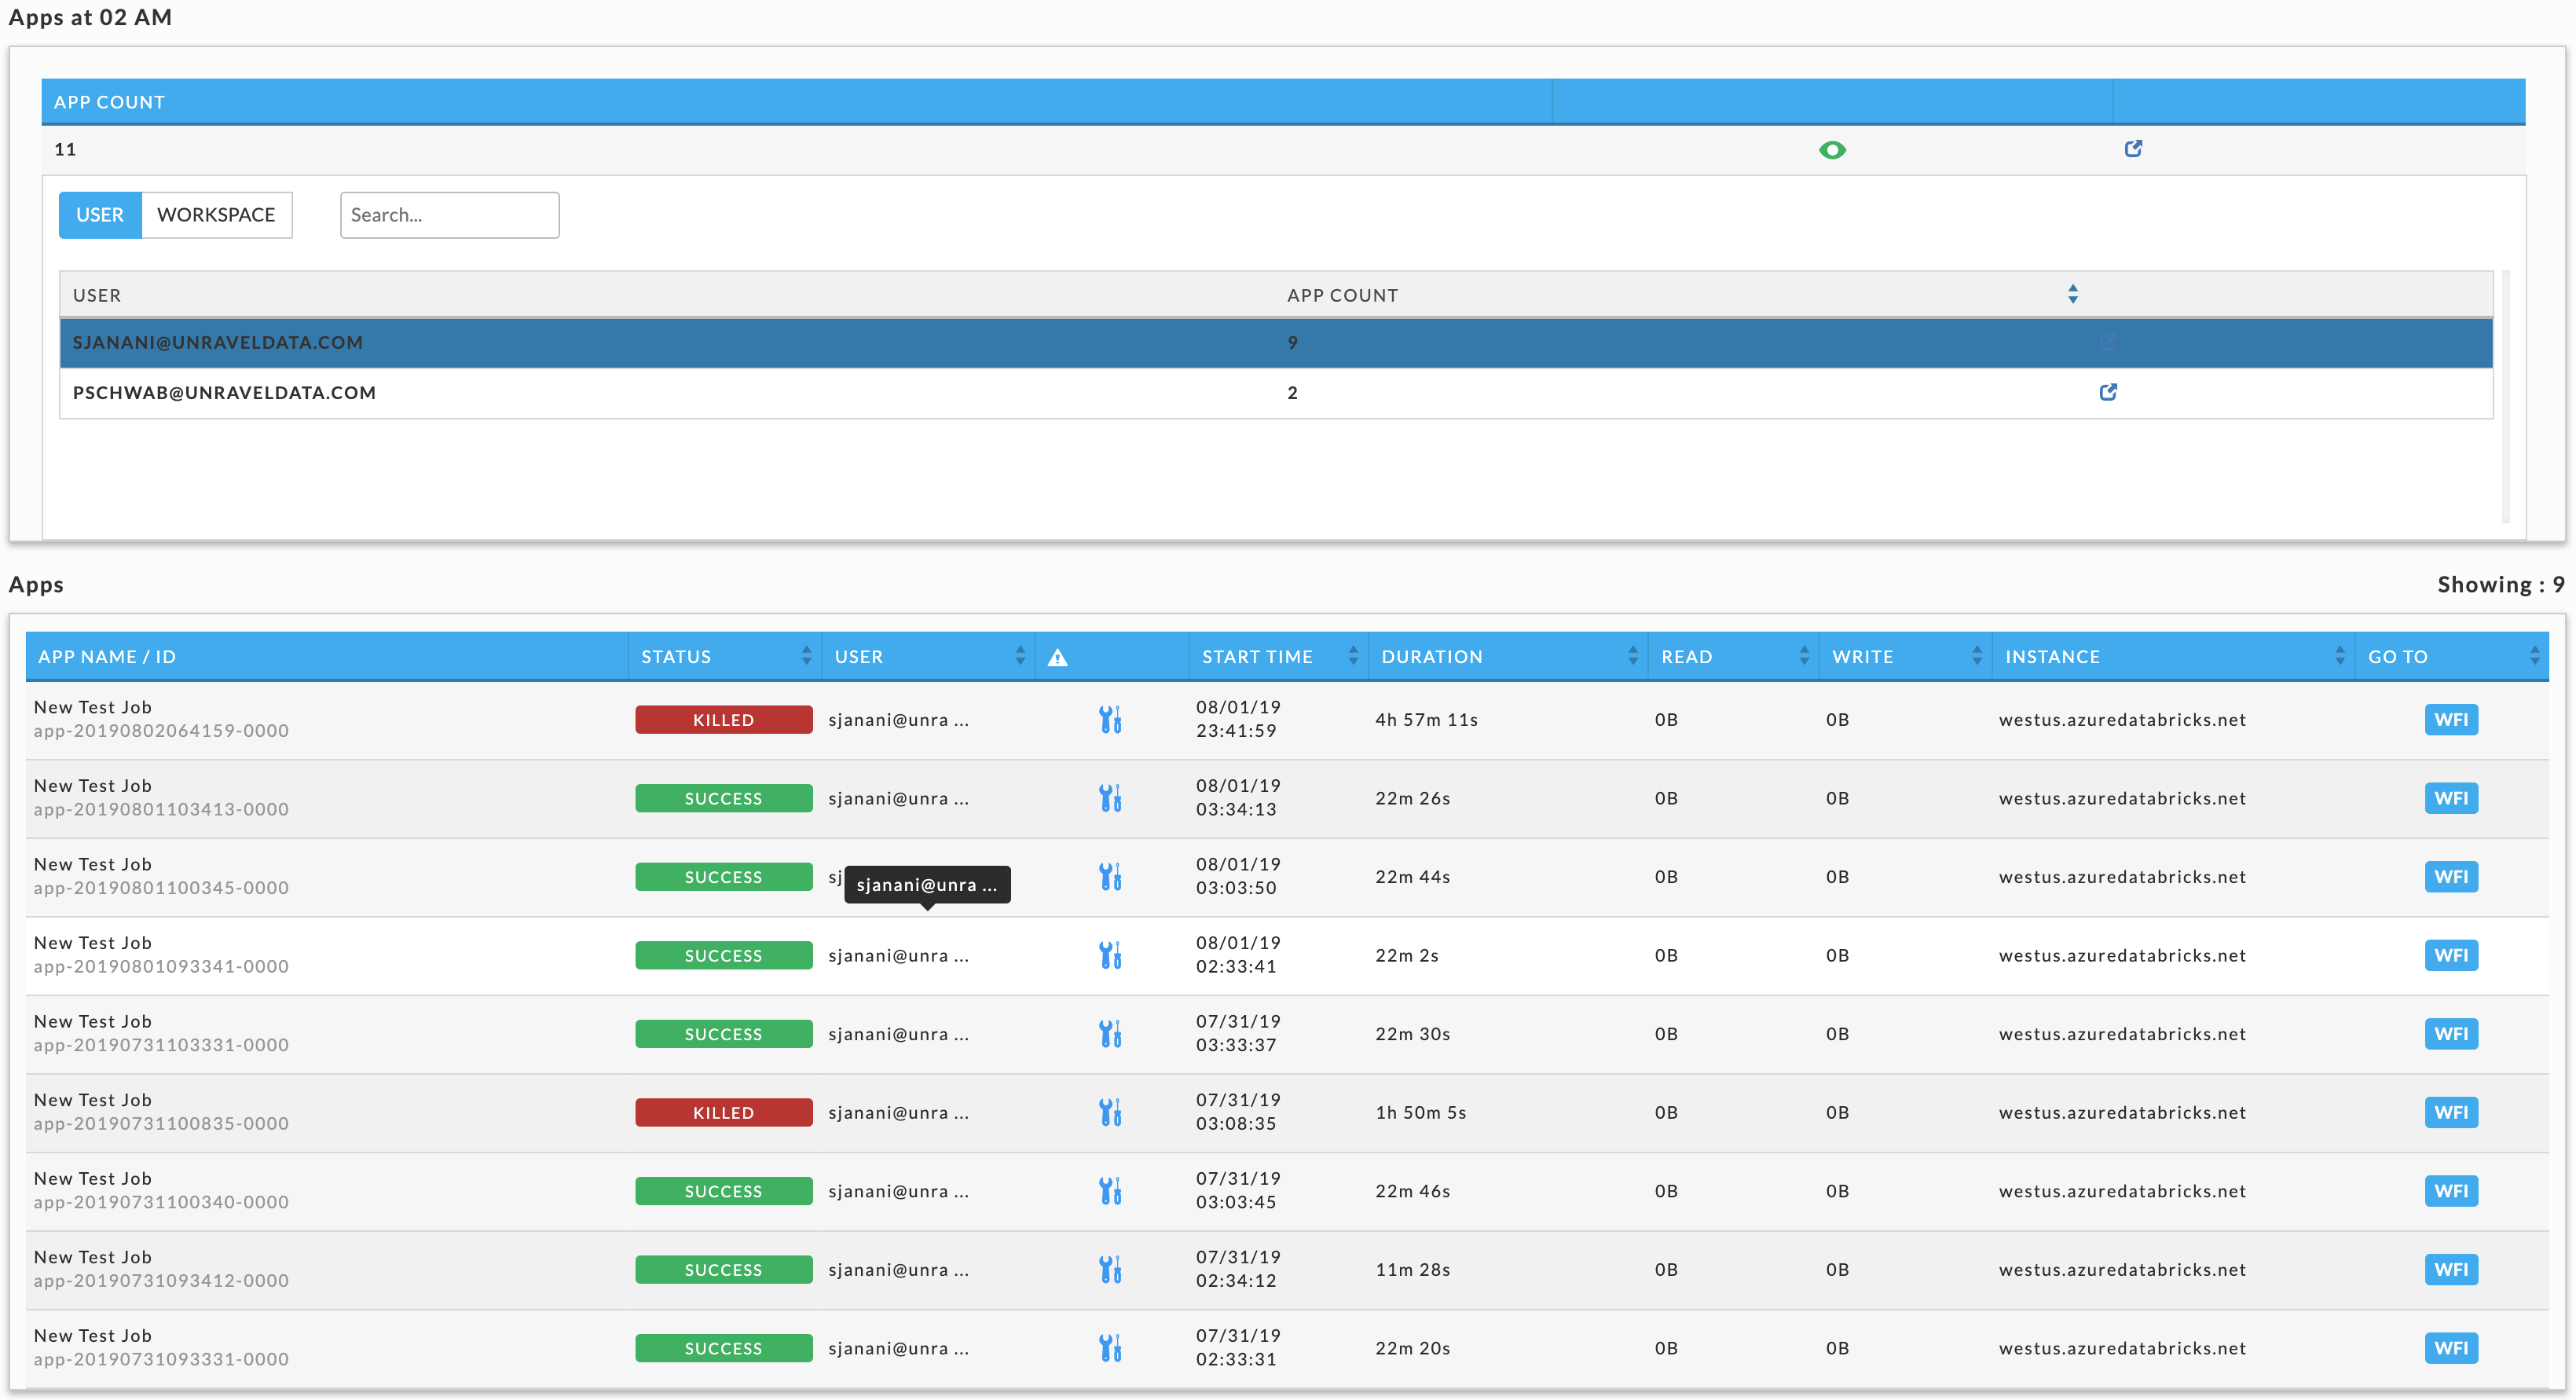 Apps at 02 AM
APP COUNT
11
USER WORKSPACE Search...
USER APP COUNT
SJANANI@UNRAVELDATA.COM 9
PSCHWAB@UNRAVELDATA.COM 2
Apps Showing : 9
APP NAME / ID STATUS USER START TIME DURATION READ WRITE INSTANCE GO TO
New Test Job 08/01/19
KILLED sjanani@unra ... 4h 57m 11s 0B 0B westus.azuredatabricks.net WFI
app-20190802064159-0000 23:41:59
New Test Job 08/01/19
SUCCESS sjanani@unra ... 22m 26s 0B 0B westus.azuredatabricks.net WFI
app-20190801103413-0000 03:34:13
New Test Job 08/01/19
SUCCESS sj sjanani@unra ... 22m 44s 0B 0B westus.azuredatabricks.net WFI
app-20190801100345-0000 03:03:50
New Test Job 08/01/19
SUCCESS sjanani@unra ... 22m 2s 0B 0B westus.azuredatabricks.net WFI
app-20190801093341-0000 02:33:41
New Test Job 07/31/19
SUCCESS sjanani@unra ... 22m 30s 0B 0B westus.azuredatabricks.net WFI
app-20190731103331-0000 03:33:37
New Test Job 07/31/19
KILLED sjanani@unra ... 1h 50m 5s 0B 0B westus.azuredatabricks.net WFI
app-20190731100835-0000 03:08:35
New Test Job 07/31/19
SUCCESS sjanani@unra ... 22m 46s 0B 0B westus.azuredatabricks.net WFI
app-20190731100340-0000 03:03:45
New Test Job 07/31/19
SUCCESS sjanani@unra ... 11m 28s 0B 0B westus.azuredatabricks.net WFI
app-20190731093412-0000 02:34:12
New Test Job 07/31/19
SUCCESS sjanani@unra ... 22m 20s 0B 0B westus.azuredatabricks.net WFI
app-20190731093331-0000 02:33:31